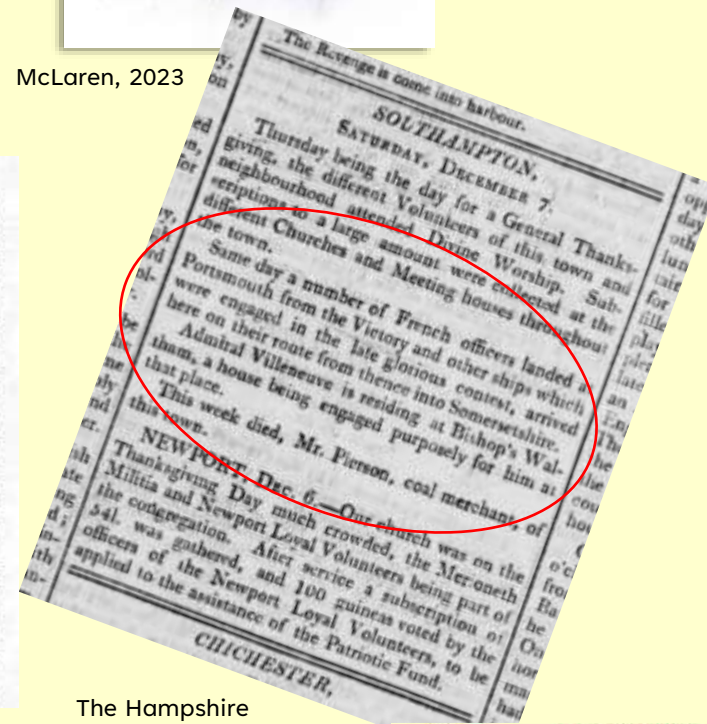 McLaren, 2023
The Revenge is come into harbour.
SOUTHAMPTON,
SATURDAY, DECEMBER 7.
Thursday being the day for a General Thanks-
giving, the different Volunteers of this town and
neighbourhood attended Divine Worship. Sub-
scriptions to a large amount were collected at the
different Churches and Meeting houses throughout
the town.
Same day a number of French officers landed at
Portsmouth from the Victory and other ships which
were engaged in the late glorious contest, arrived
here on their route from thence into Somersetshire.
Admiral Villeneuve is residing at Bishop's Wal-
tham, a house being engaged purposely for him at
that place.
This week died, Mr. Pierson, coal merchant, of
this town.
NEWPORT, DEC. 6.—Our church was on the
Thanksgiving Day much crowded, the Merioneth
Militia and Newport Loyal Volunteers being part of
the congregation. After service a subscription of
54l. was gathered, and 100 guineas voted by the
officers of the Newport Loyal Volunteers, to be
applied to the assistance of the Patriotic Fund.
CHICHESTER,
The Hampshire